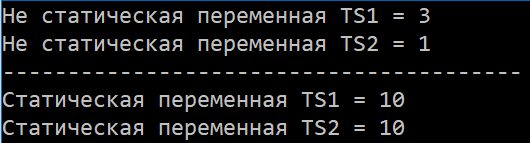 Не статическая переменная TS1 = 3
Не статическая переменная TS2 = 1
----------------------------------------
Статическая переменная TS1 = 10
Статическая переменная TS2 = 10